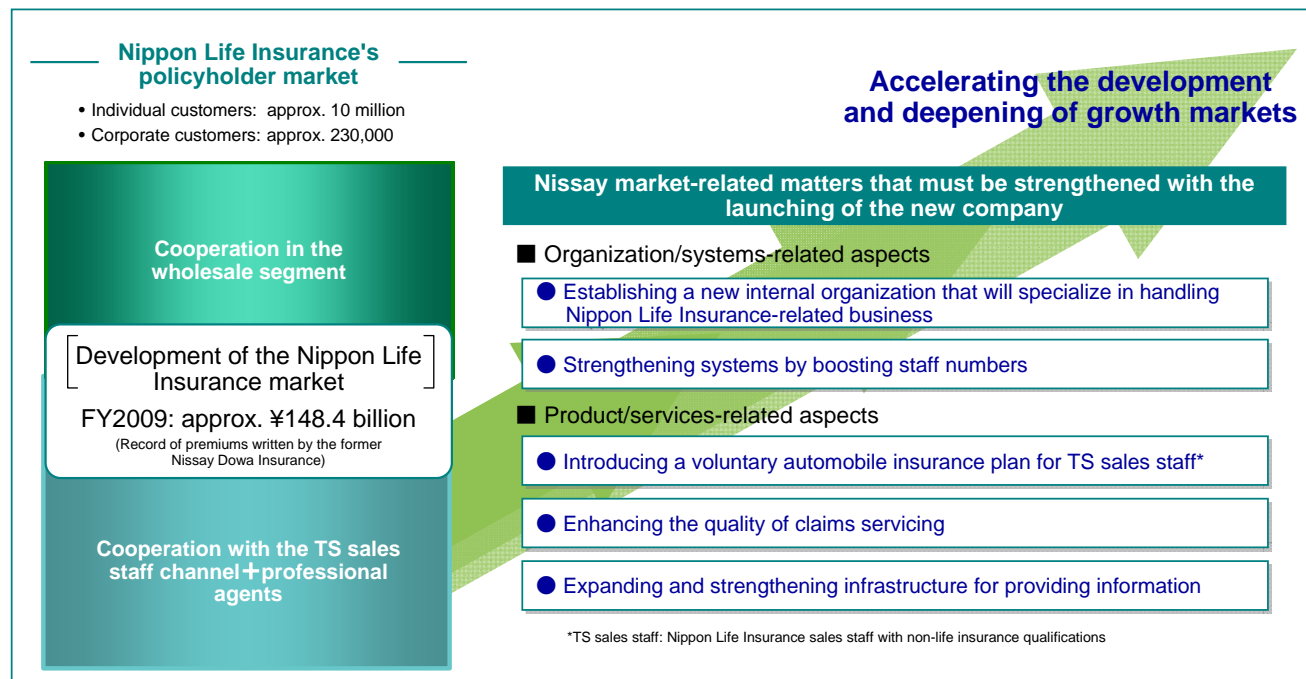 Nippon Life Insurance's
policyholder market
• Individual customers: approx. 10 million
• Corporate customers: approx. 230,000
Cooperation in the
wholesale segment
Development of the Nippon Life
Insurance market
FY2009: approx. ¥148.4 billion
(Record of premiums written by the former
Nissay Dowa Insurance)
Cooperation with the TS sales
staff channel+professional
agents
Accelerating the development
and deepening of growth markets
Nissay market-related matters that must be strengthened with the
launching of the new company
■ Organization/systems-related aspects
● Establishing a new internal organization that will specialize in handling
Nippon Life Insurance-related business
● Strengthening systems by boosting staff numbers
■ Product/services-related aspects
● Introducing a voluntary automobile insurance plan for TS sales staff*
● Enhancing the quality of claims servicing
● Expanding and strengthening infrastructure for providing information
*TS sales staff: Nippon Life Insurance sales staff with non-life insurance qualifications